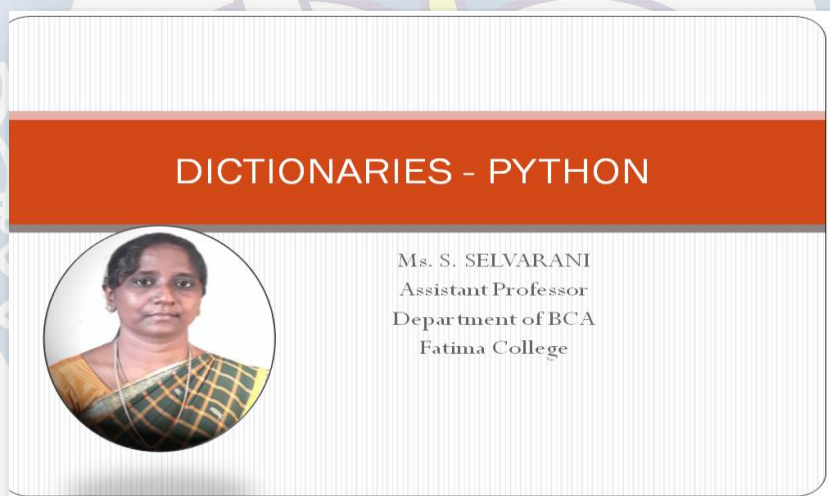 DICTIONARIES - PYTHON
Ms. S. SELVARANI
Assistant Professor
Department of BCA
Fatima College